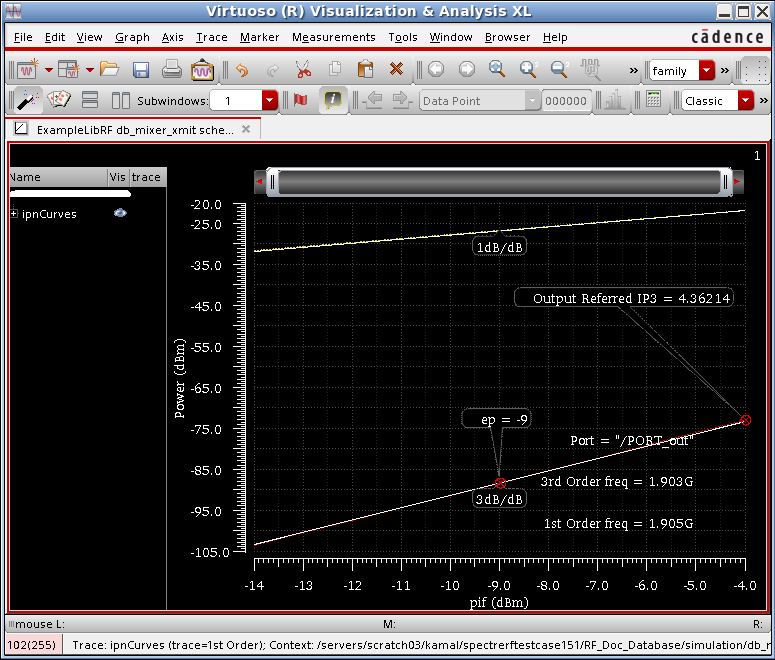 Virtuoso (R) Visualization & Analysis XL
File Edit View Graph Axis Trace Marker Measurements Tools Window Browser Help cādence
» family »
Subwindows: 1 Data Point 000000 Classic »
ExampleLibRF db_mixer_xmit sche...
1
Name Vis trace
ipnCurves
-20.0
-25.0
-35.0
-45.0
-55.0
-65.0
-75.0
-85.0
-95.0
-105.0
Power (dBm)
1dB/dB
Output Referred IP3 = 4.36214
ep = -9
Port = "/PORT_out"
3rd Order freq = 1.903G
3dB/dB
1st Order freq = 1.905G
-14 -13 -12 -11 -10 -9.0 -8.0 -7.0 -6.0 -5.0 -4.0
pif (dBm)
mouse L: M: R:
102(255) Trace: ipnCurves (trace=1st Order); Context: /servers/scratch03/kamal/spectrerftestcase151/RF_Doc_Database/simulation/db_r